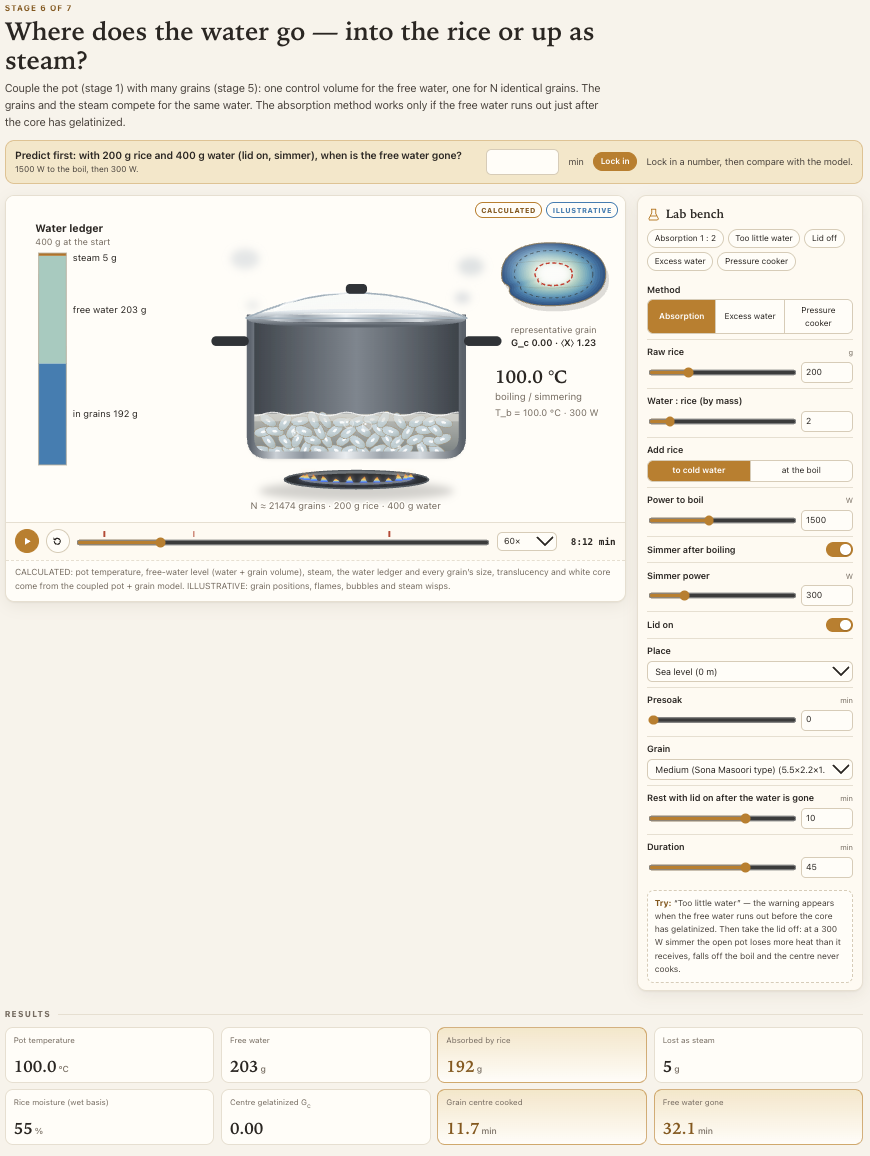 STAGE 6 OF 7
Where does the water go — into the rice or up as
steam?
Couple the pot (stage 1) with many grains (stage 5): one control volume for the free water, one for N identical grains. The
grains and the steam compete for the same water. The absorption method works only if the free water runs out just after
the core has gelatinized.
Predict first: with 200 g rice and 400 g water (lid on, simmer), when is the free water gone?
1500 W to the boil, then 300 W.
min
Lock in
Lock in a number, then compare with the model.
CALCULATED
ILLUSTRATIVE
Water ledger
400 g at the start
steam 5 g
free water 203 g
in grains 192 g
representative grain
G_c 0.00 · ⟨X⟩ 1.23
100.0 °C
boiling / simmering
T_b = 100.0 °C · 300 W
N ≈ 21474 grains · 200 g rice · 400 g water
60×
8:12 min
CALCULATED: pot temperature, free-water level (water + grain volume), steam, the water ledger and every grain's size, translucency and white core
come from the coupled pot + grain model. ILLUSTRATIVE: grain positions, flames, bubbles and steam wisps.
Lab bench
Absorption 1 : 2
Too little water
Lid off
Excess water
Pressure cooker
Method
Absorption
Excess water
Pressure
cooker
Raw rice
g
200
Water : rice (by mass)
2
Add rice
to cold water
at the boil
Power to boil
W
1500
Simmer after boiling
Simmer power
W
300
Lid on
Place
Sea level (0 m)
Presoak
min
0
Grain
Medium (Sona Masoori type) (5.5×2.2×1.
Rest with lid on after the water is gone
min
10
Duration
min
45
Try: "Too little water" — the warning appears
when the free water runs out before the core
has gelatinized. Then take the lid off: at a 300
W simmer the open pot loses more heat than it
receives, falls off the boil and the centre never
cooks.
RESULTS
Pot temperature
100.0 °C
Free water
203 g
Absorbed by rice
192 g
Lost as steam
5 g
Rice moisture (wet basis)
55 %
Centre gelatinized Gc
0.00
Grain centre cooked
11.7 min
Free water gone
32.1 min